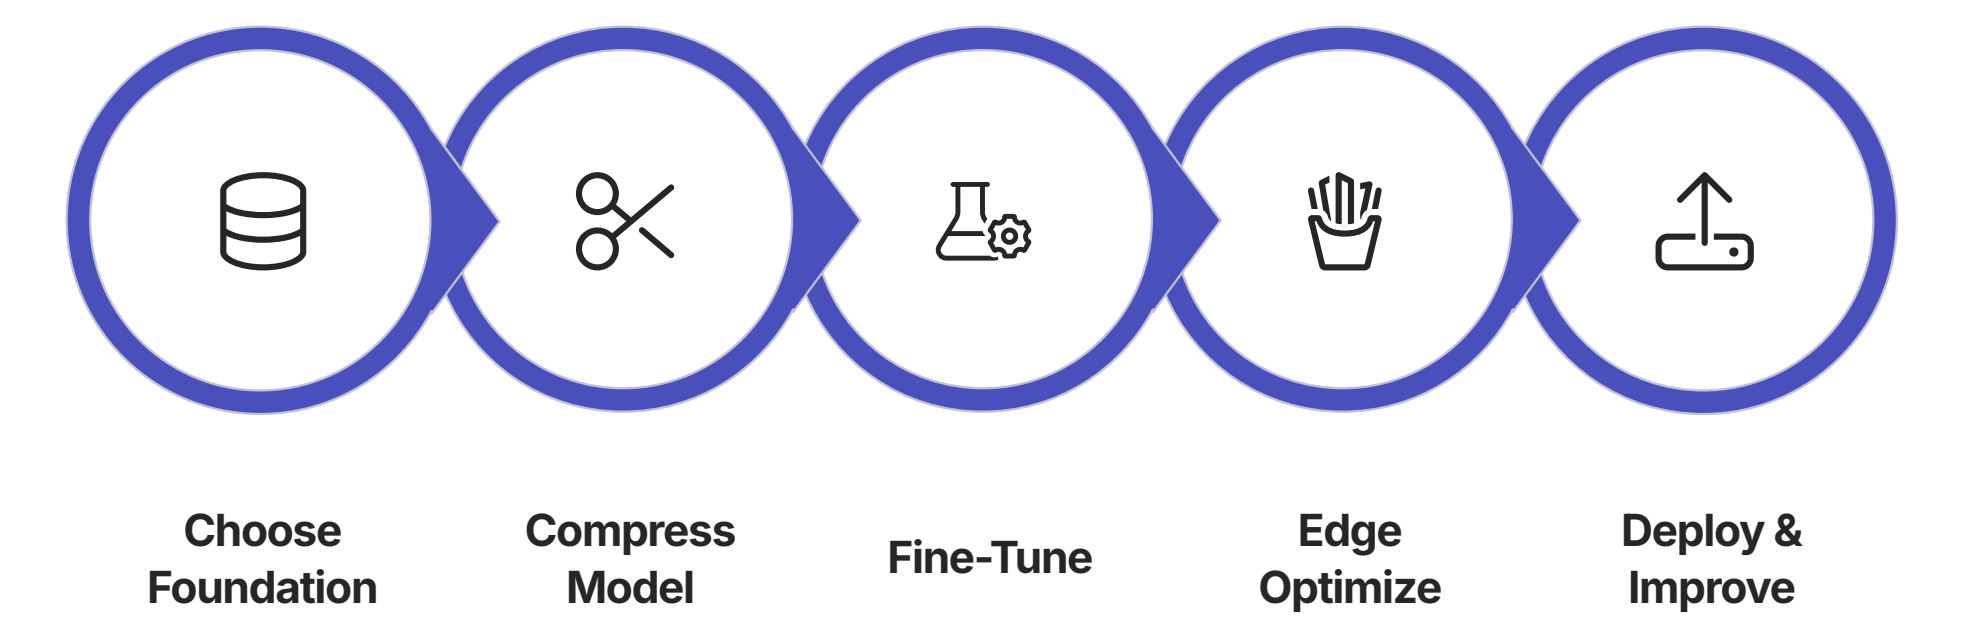 Choose
Foundation
Compress
Model
Fine-Tune
Edge
Optimize
Deploy &
Improve